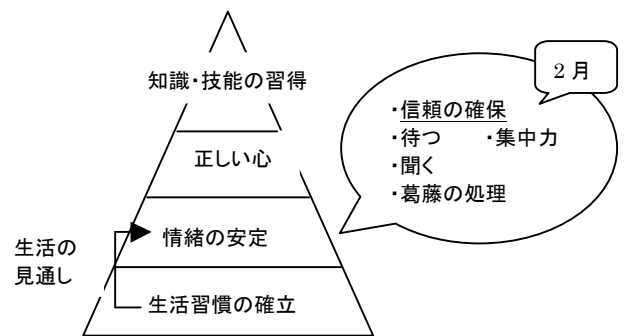 知識・技能の習得
正しい心
情緒の安定
生活習慣の確立
生活の
見通し
2月
・信頼の確保
・待つ ・集中力
・聞く
・葛藤の処理